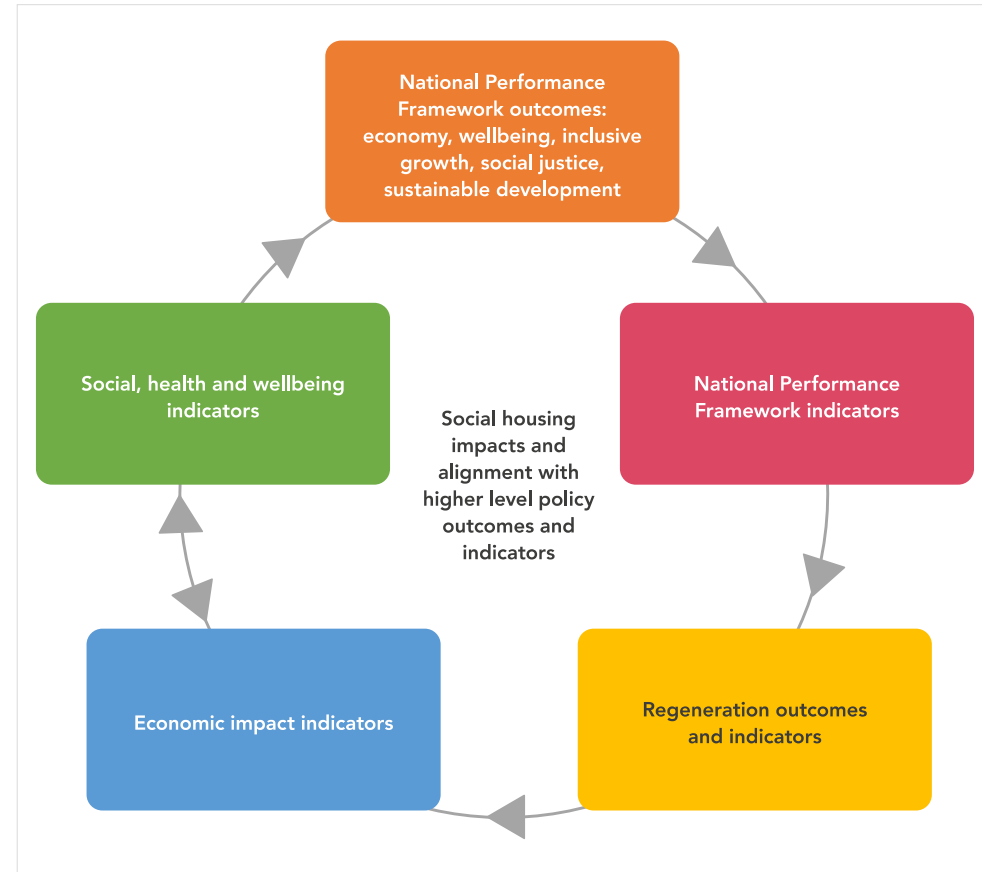 National Performance
Framework outcomes:
economy, wellbeing, inclusive
growth, social justice,
sustainable development
Social, health and wellbeing
indicators
National Performance
Framework indicators
Social housing
impacts and
alignment with
higher level policy
outcomes and
indicators
Economic impact indicators
Regeneration outcomes
and indicators